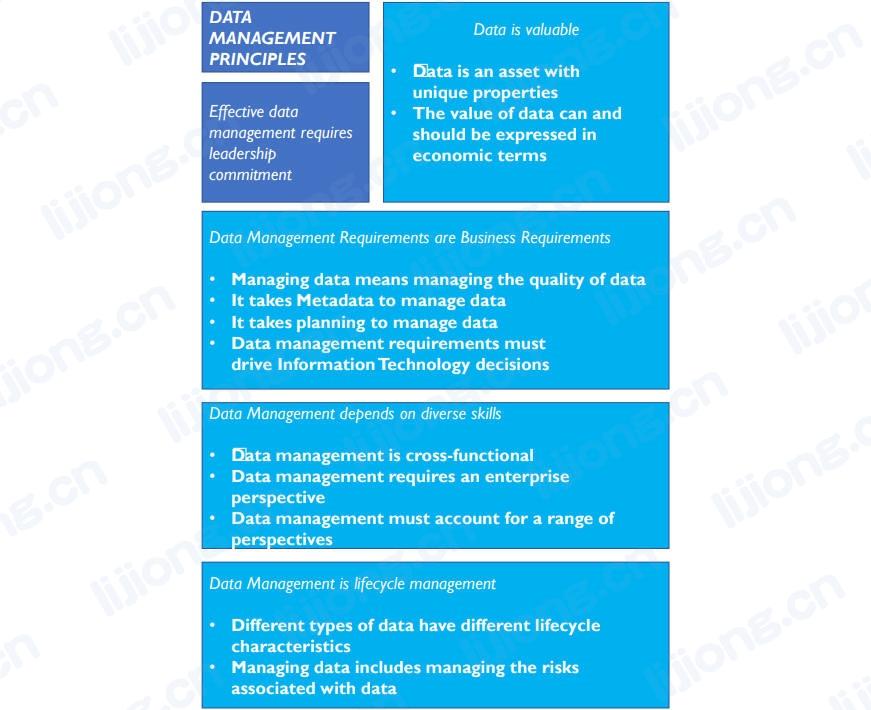 DATA
MANAGEMENT
PRINCIPLES
Effective data
management requires
leadership
commitment
Data is valuable
• Data is an asset with
unique properties
• The value of data can and
should be expressed in
economic terms
Data Management Requirements are Business Requirements
• Managing data means managing the quality of data
• It takes Metadata to manage data
• It takes planning to manage data
• Data management requirements must
drive Information Technology decisions
Data Management depends on diverse skills
• Data management is cross-functional
• Data management requires an enterprise
perspective
• Data management must account for a range of
perspectives
Data Management is lifecycle management
• Different types of data have different lifecycle
characteristics
• Managing data includes managing the risks
associated with data
lijiong.cn